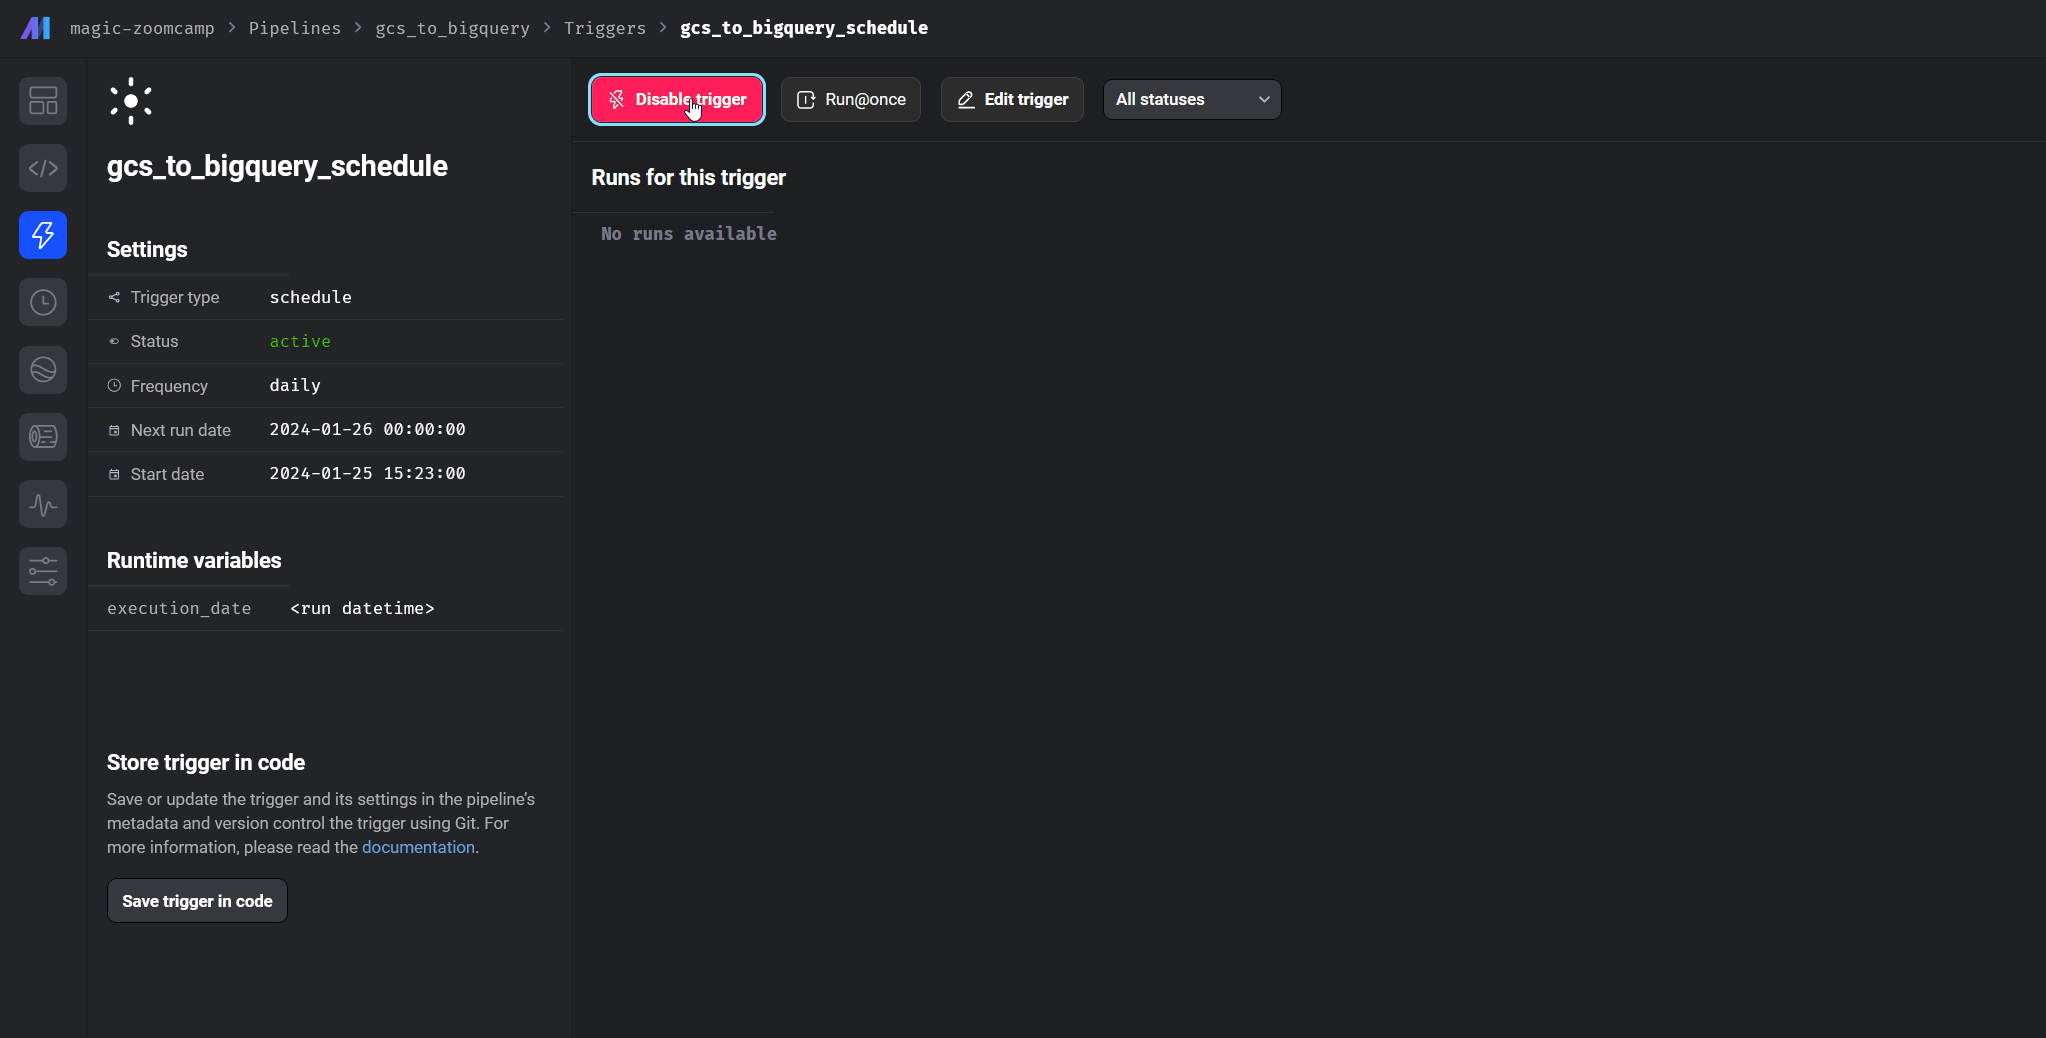 magic-zoomcamp > Pipelines > gcs_to_bigquery > Triggers > gcs_to_bigquery_schedule
Disable trigger
Run@once
Edit trigger
All statuses
gcs_to_bigquery_schedule
Settings
Trigger type schedule
Status active
Frequency daily
Next run date 2024-01-26 00:00:00
Start date 2024-01-25 15:23:00
Runtime variables
execution_date <run datetime>
Store trigger in code
Save or update the trigger and its settings in the pipeline's
metadata and version control the trigger using Git. For
more information, please read the documentation.
Save trigger in code
Runs for this trigger
No runs available